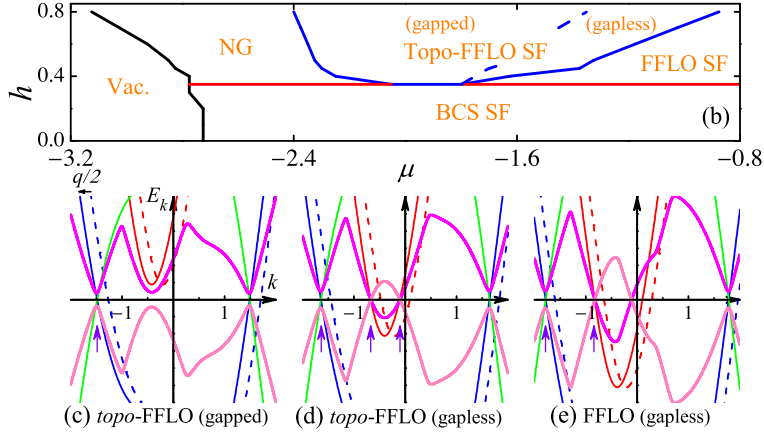 0.8
(gapped)
(gapless)
NG
Topo-FFLO SF
h
0.4
Vac.
FFLO SF
BCS SF
(b)
0.0
−3.2
−2.4
μ
−1.6
−0.8
q/2
E_k
k
−1
1
−1
1
−1
1
(c) topo-FFLO (gapped)
(d) topo-FFLO (gapless)
(e) FFLO (gapless)